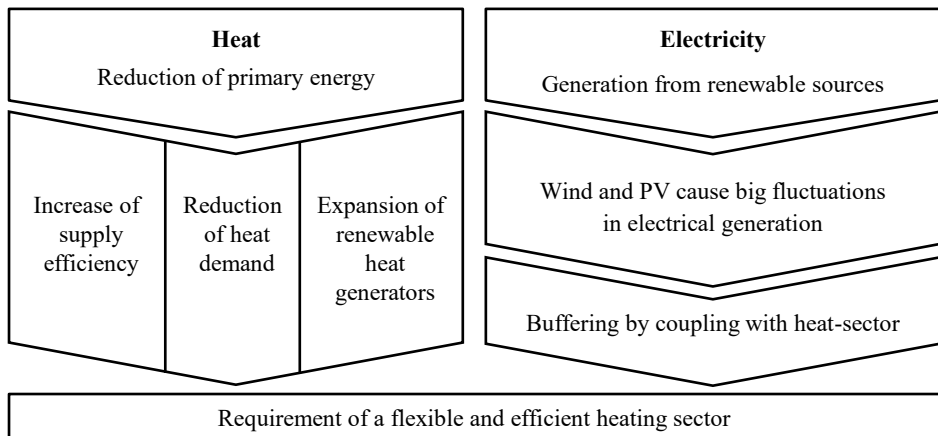 Heat
Reduction of primary energy
Increase of
supply
efficiency
Reduction
of heat
demand
Expansion of
renewable
heat
generators
Electricity
Generation from renewable sources
Wind and PV cause big fluctuations
in electrical generation
Buffering by coupling with heat-sector
Requirement of a flexible and efficient heating sector